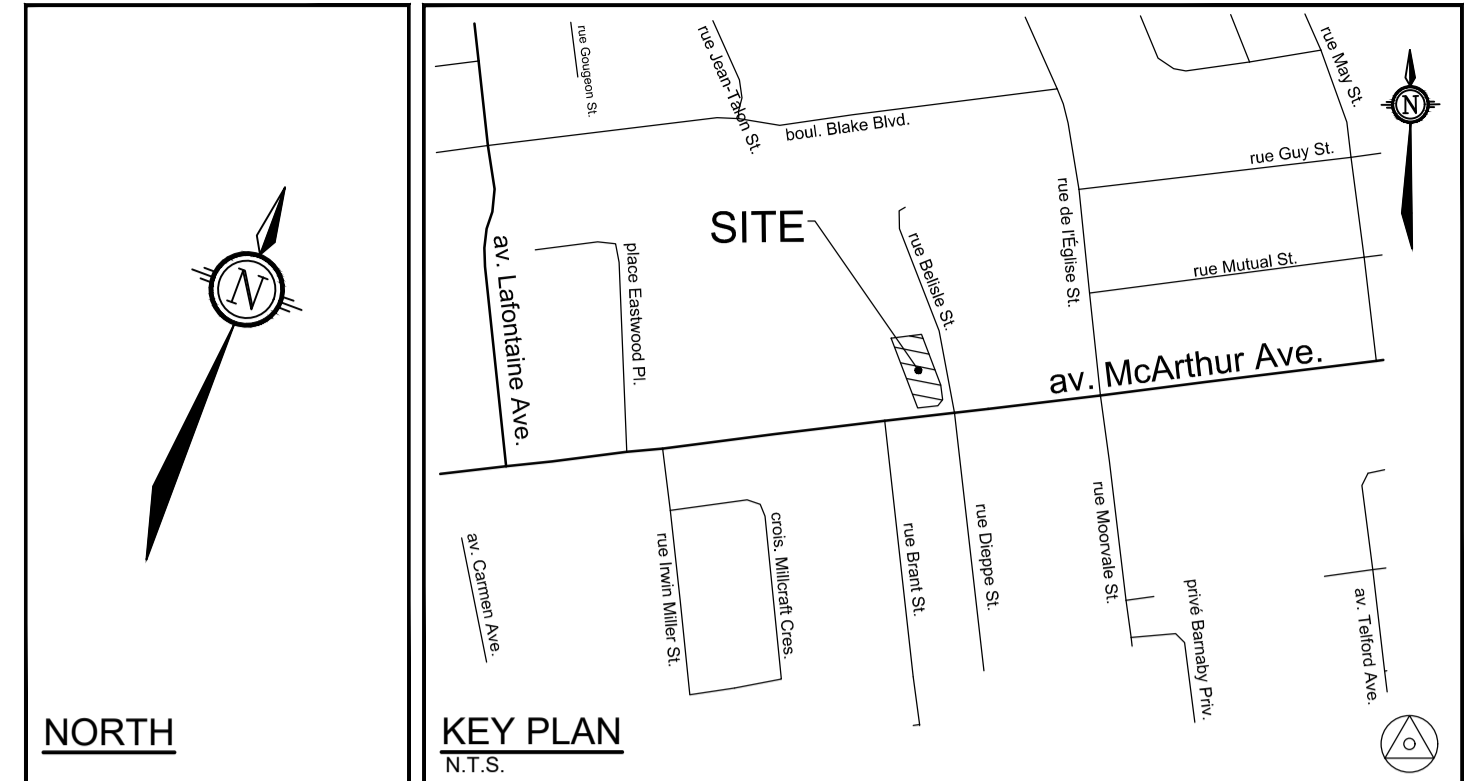 N
NORTH
rue Gougeon St.
rue Jean-Talon St.
boul. Blake Blvd.
rue May St.
N
rue Guy St.
rue de l'Église St.
rue Mutual St.
SITE
rue Belisle St.
av. Lafontaine Ave.
place Eastwood Pl.
av. McArthur Ave.
av. Carmen Ave.
rue Irwin Miller St.
crois. Millcraft Cres.
rue Brant St.
rue Dieppe St.
rue Moorvale St.
privé Barnaby Priv.
av. Telford Ave.
KEY PLAN
N.T.S.